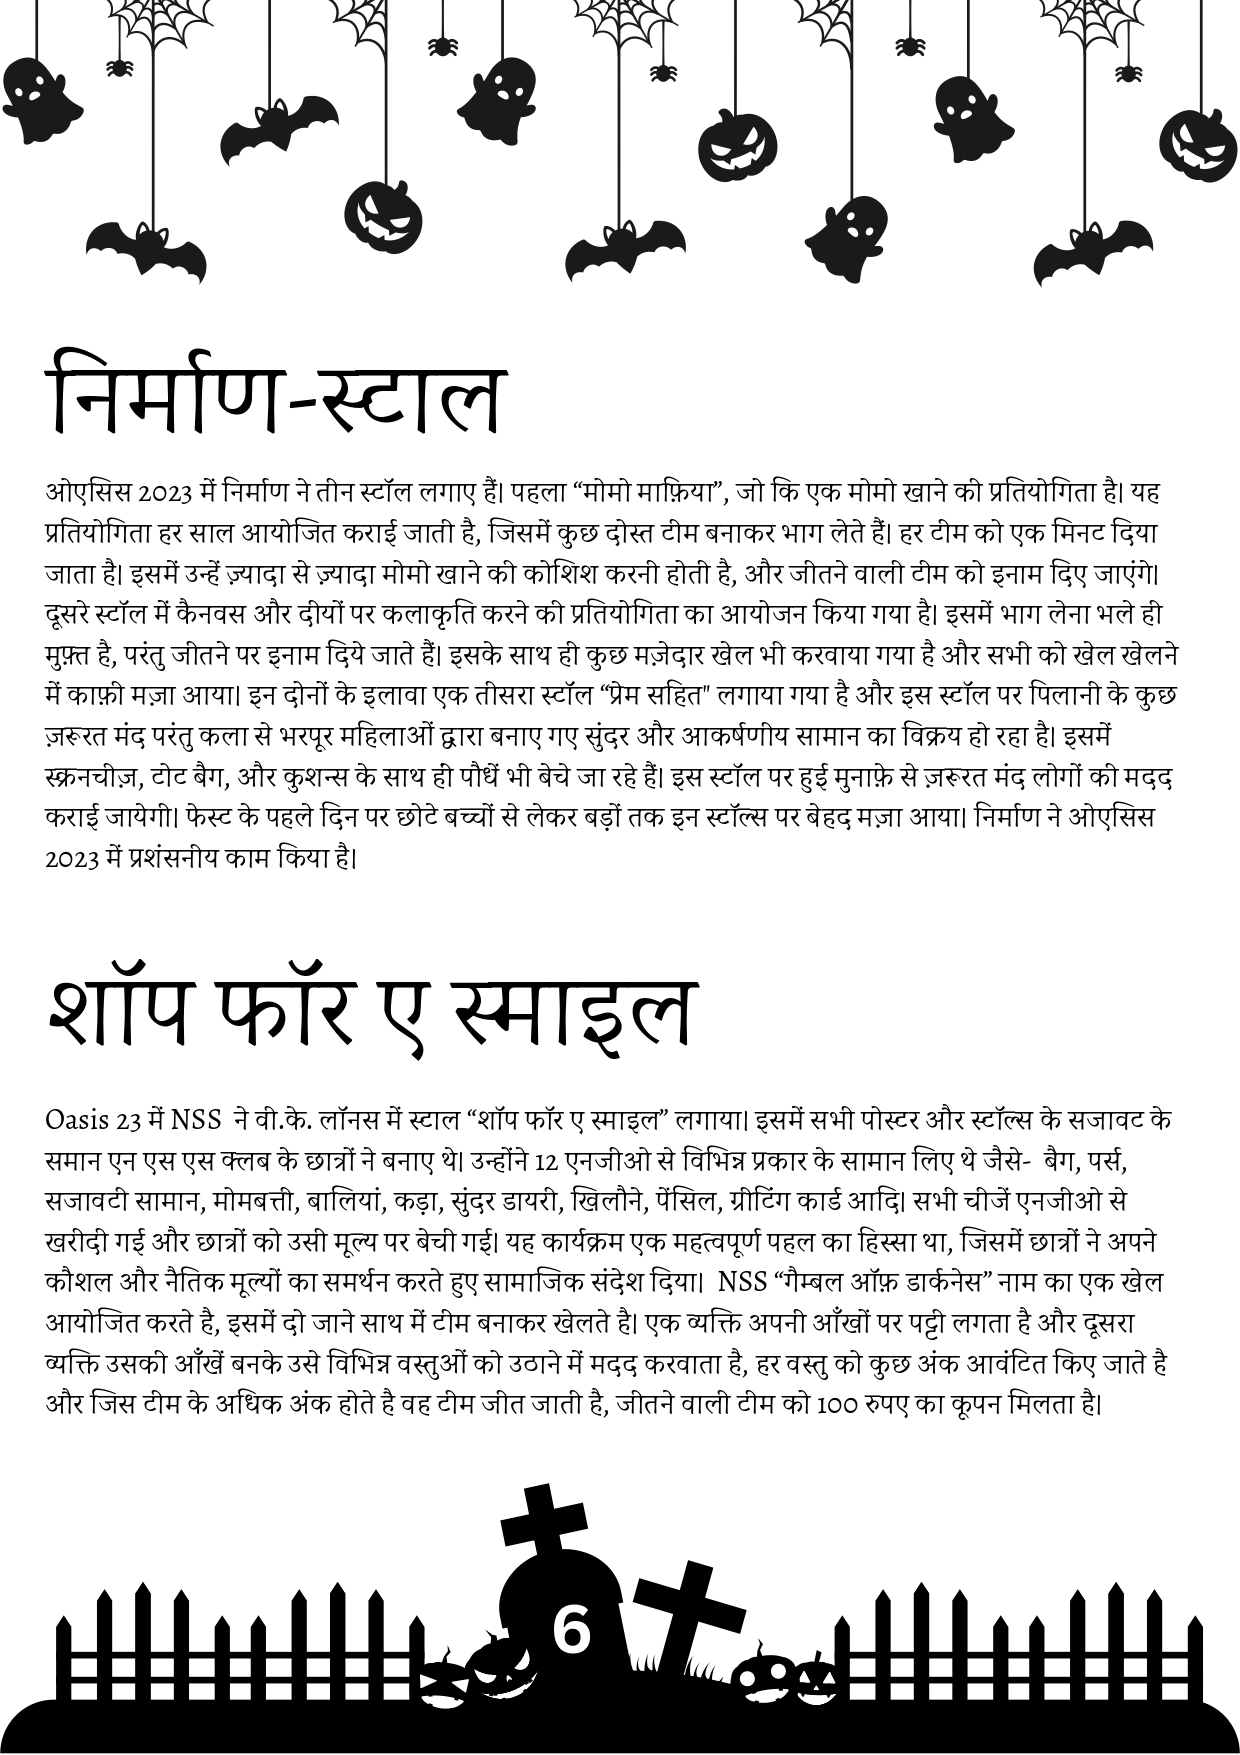 निर्माण-स्टाल
ओएसिस 2023 में निर्माण ने तीन स्टॉल लगाए हैं। पहला “मोमो माफ़िया”, जो कि एक मोमो खाने की प्रतियोगिता है। यह
प्रतियोगिता हर साल आयोजित कराई जाती है, जिसमें कुछ दोस्त टीम बनाकर भाग लेते हैं। हर टीम को एक मिनट दिया
जाता है। इसमें उन्हें ज़्यादा से ज़्यादा मोमो खाने की कोशिश करनी होती है, और जीतने वाली टीम को इनाम दिए जाएंगे।
दूसरे स्टॉल में कैनवस और दीयों पर कलाकृति करने की प्रतियोगिता का आयोजन किया गया है। इसमें भाग लेना भले ही
मुफ़्त है, परंतु जीतने पर इनाम दिये जाते हैं। इसके साथ ही कुछ मज़ेदार खेल भी करवाया गया है और सभी को खेल खेलने
में काफ़ी मज़ा आया। इन दोनों के इलावा एक तीसरा स्टॉल “प्रेम सहित" लगाया गया है और इस स्टॉल पर पिलानी के कुछ
ज़रूरत मंद परंतु कला से भरपूर महिलाओं द्वारा बनाए गए सुंदर और आकर्षणीय सामान का विक्रय हो रहा है। इसमें
स्क्रनचीज़, टोट बैग, और कुशन्स के साथ ही पौधें भी बेचे जा रहे हैं। इस स्टॉल पर हुई मुनाफ़े से ज़रूरत मंद लोगों की मदद
कराई जायेगी। फेस्ट के पहले दिन पर छोटे बच्चों से लेकर बड़ों तक इन स्टॉल्स पर बेहद मज़ा आया। निर्माण ने ओएसिस
2023 में प्रशंसनीय काम किया है।
शॉप फॉर ए स्माइल
Oasis 23 में NSS ने वी.के. लॉनस में स्टाल “शॉप फॉर ए स्माइल” लगाया। इसमें सभी पोस्टर और स्टॉल्स के सजावट के
समान एन एस एस क्लब के छात्रों ने बनाए थे। उन्होंने 12 एनजीओ से विभिन्न प्रकार के सामान लिए थे जैसे- बैग, पर्स,
सजावटी सामान, मोमबत्ती, बालियां, कड़ा, सुंदर डायरी, खिलौने, पेंसिल, ग्रीटिंग कार्ड आदि। सभी चीजें एनजीओ से
खरीदी गई और छात्रों को उसी मूल्य पर बेची गई। यह कार्यक्रम एक महत्वपूर्ण पहल का हिस्सा था, जिसमें छात्रों ने अपने
कौशल और नैतिक मूल्यों का समर्थन करते हुए सामाजिक संदेश दिया। NSS “गैम्बल ऑफ़ डार्कनेस” नाम का एक खेल
आयोजित करते है, इसमें दो जाने साथ में टीम बनाकर खेलते है। एक व्यक्ति अपनी आँखों पर पट्टी लगता है और दूसरा
व्यक्ति उसकी आँखें बनके उसे विभिन्न वस्तुओं को उठाने में मदद करवाता है, हर वस्तु को कुछ अंक आवंटित किए जाते है
और जिस टीम के अधिक अंक होते है वह टीम जीत जाती है, जीतने वाली टीम को 100 रुपए का कूपन मिलता है।
6